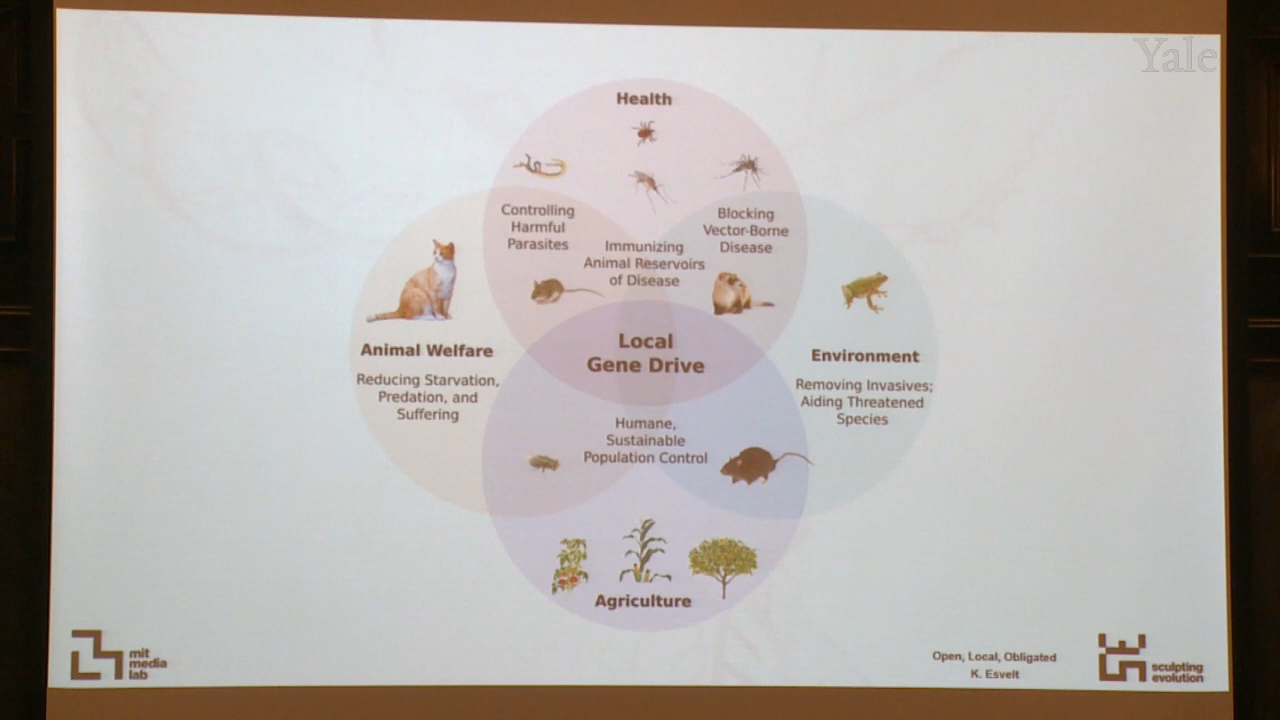 Yale
Health
Controlling
Harmful
Parasites
Immunizing
Animal Reservoirs
of Disease
Blocking
Vector-Borne
Disease
Local
Gene Drive
Animal Welfare
Reducing Starvation,
Predation, and
Suffering
Environment
Removing Invasives;
Aiding Threatened
Species
Humane,
Sustainable
Population Control
Agriculture
mit
media
lab
Open, Local, Obligated
K. Esvelt
sculpting
evolution